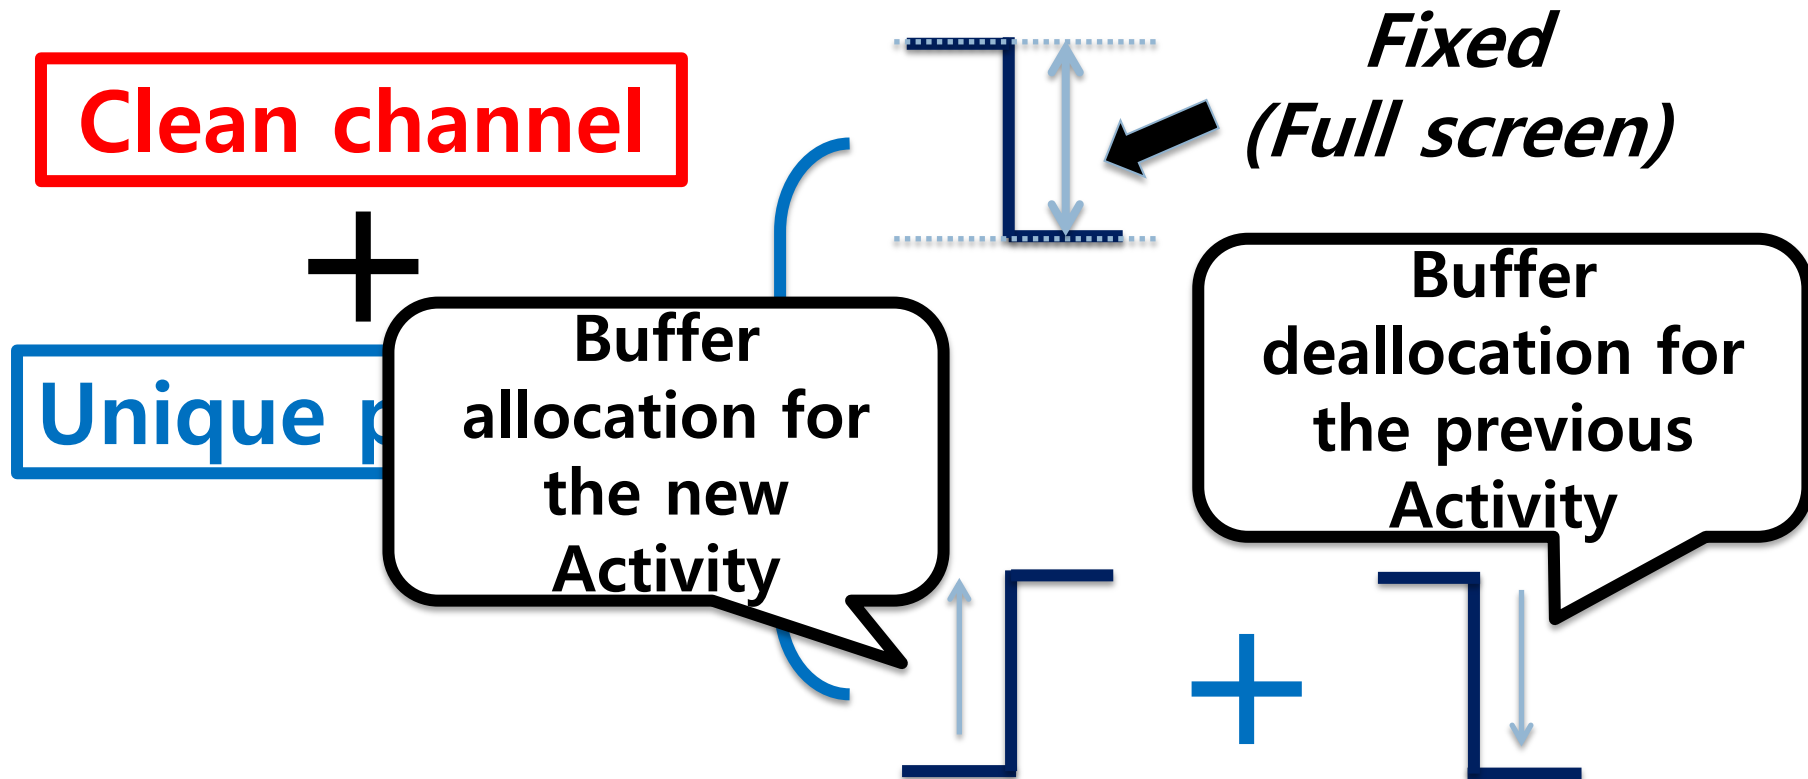 Clean channel
Fixed
(Full screen)
+
Unique
Buffer
allocation for
the new
Activity
Buffer
deallocation for
the previous
Activity
+